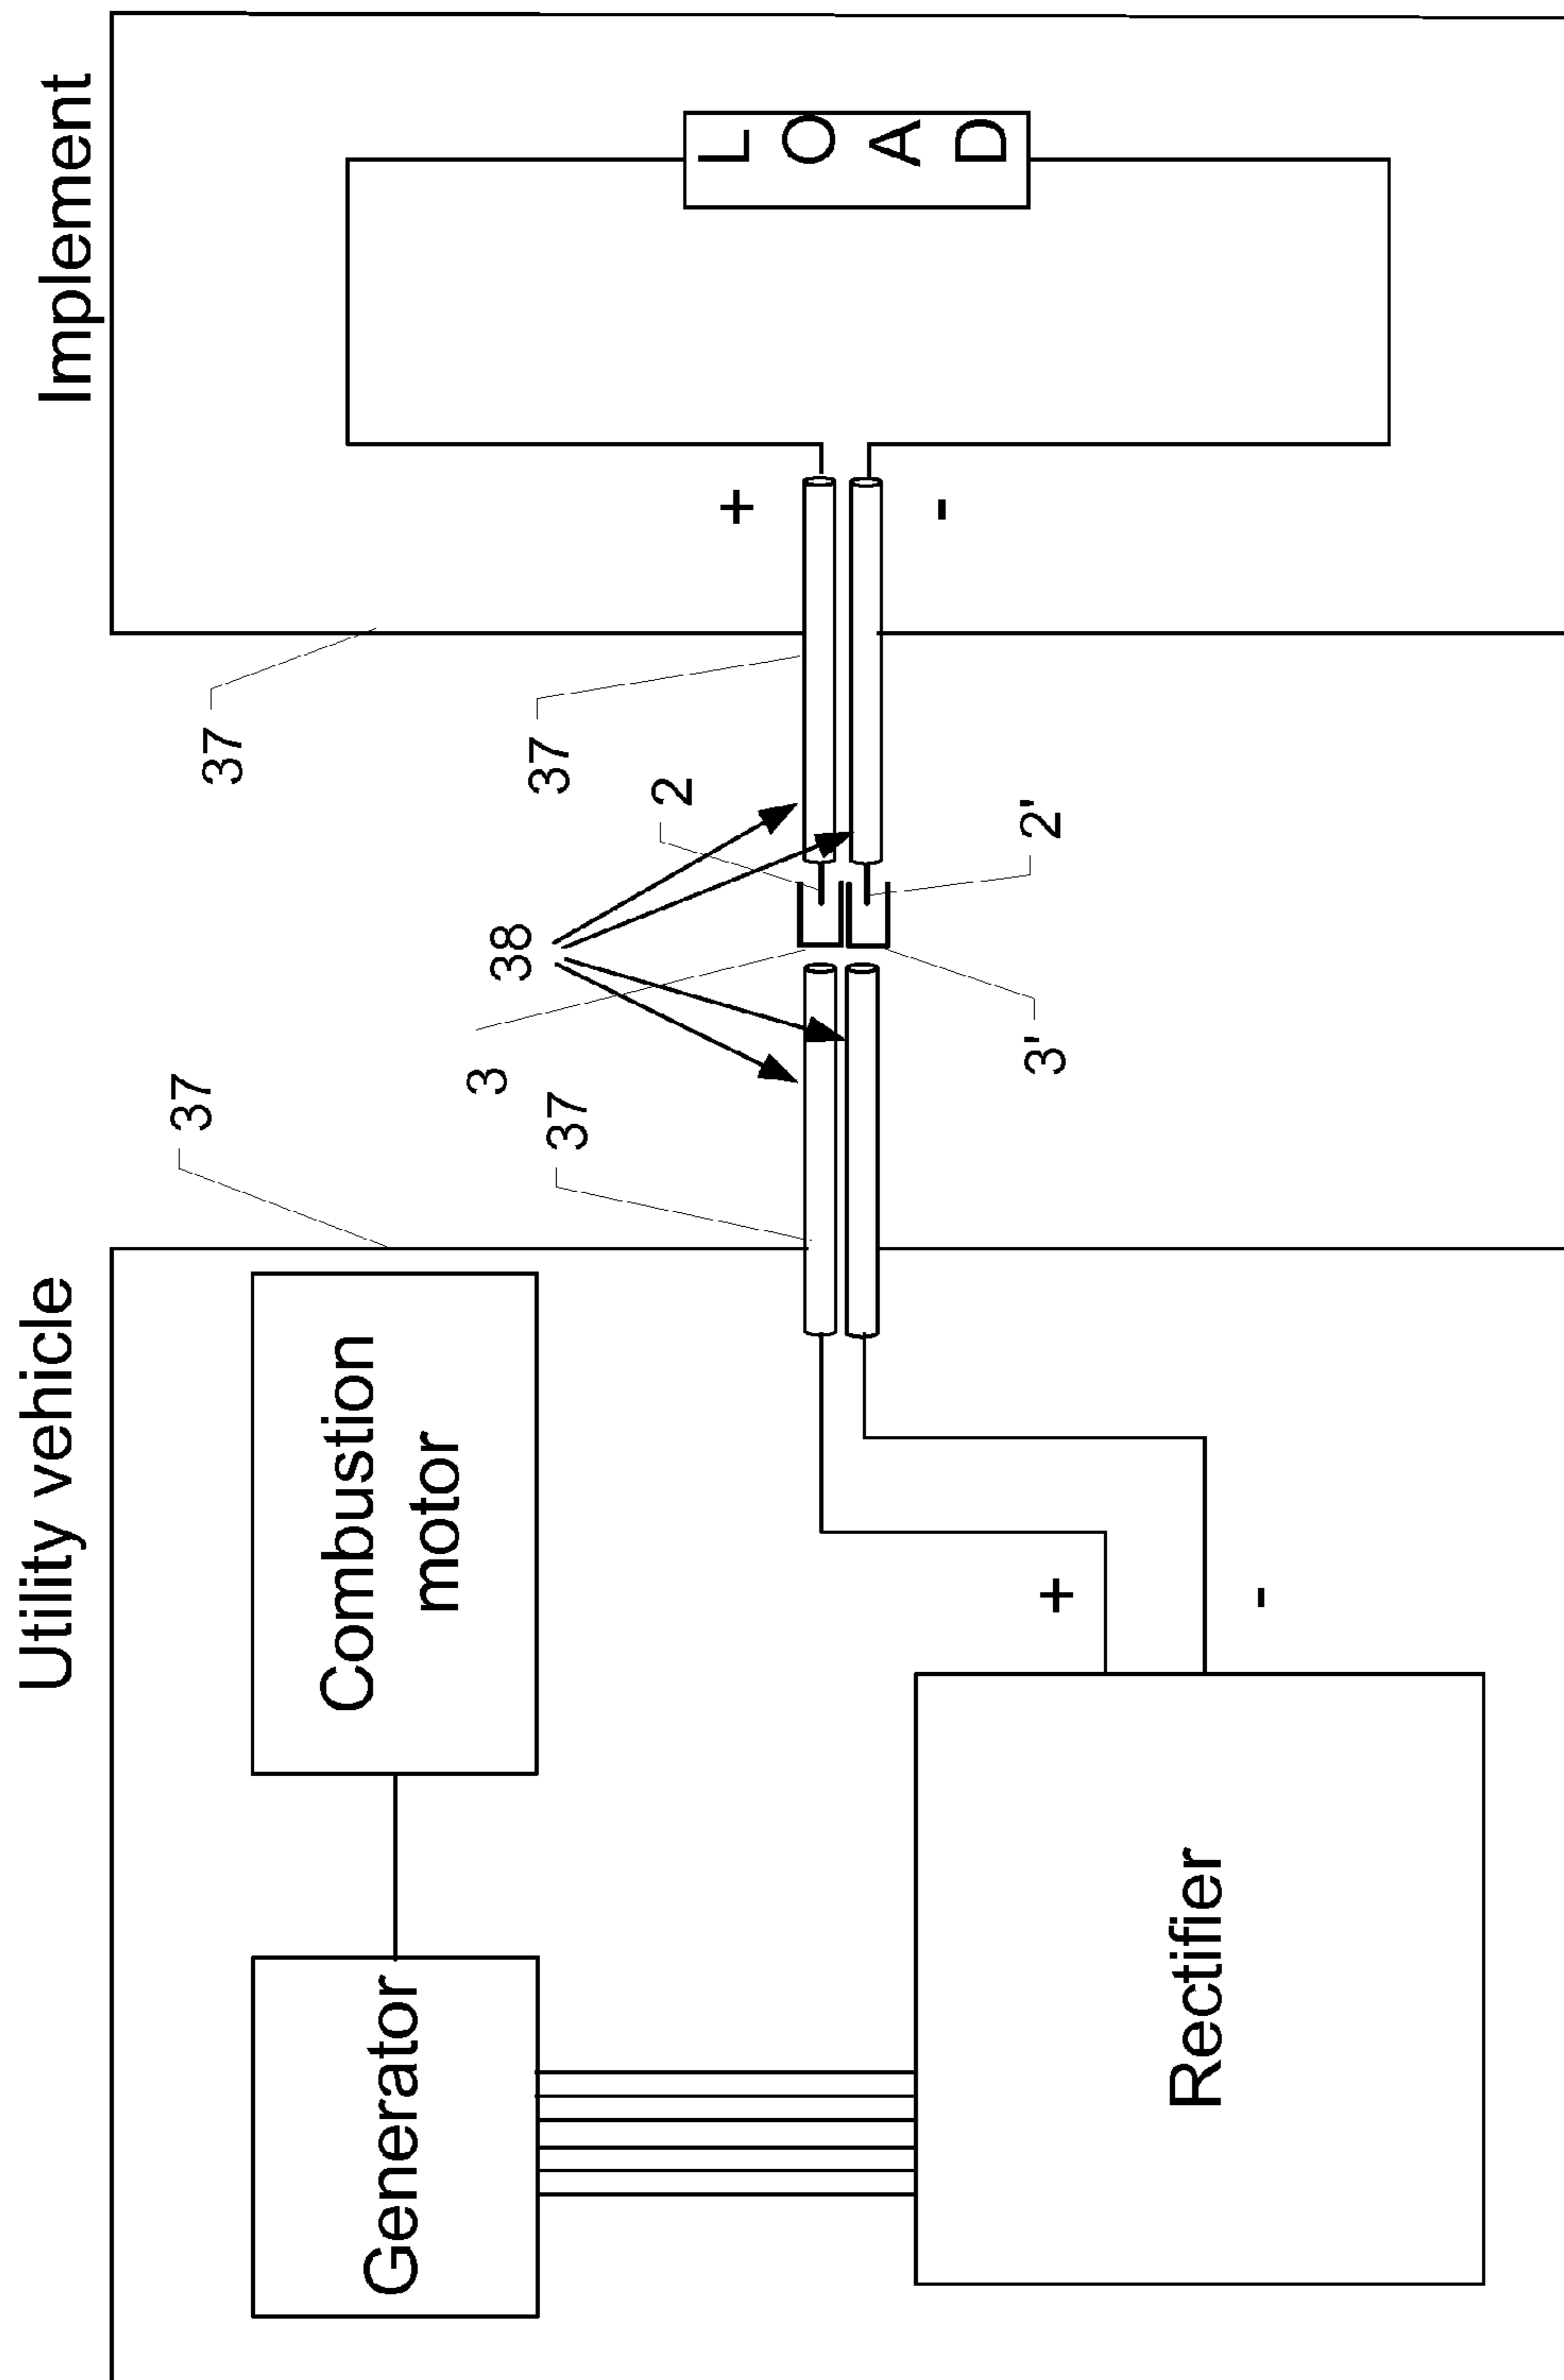 Utility vehicle
Implement
37
37
37
37
38
3
2
2'
3'
Combustion
motor
Generator
Rectifier
+
-
+
-
LOAD